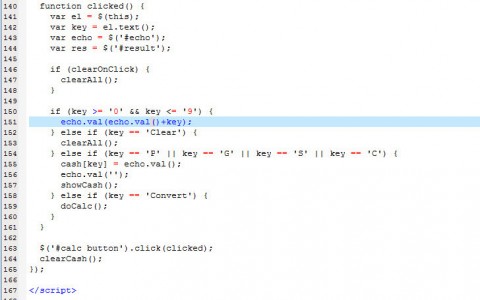 140 function clicked() {
141 var el = $(this);
142 var key = el.text();
143 var echo = $('#echo');
144 var res = $('#result');
145
146 if (clearOnClick) {
147 clearAll();
148 }
149
150 if (key >= '0' && key <= '9') {
151 echo.val(echo.val()+key);
152 } else if (key == 'Clear') {
153 clearAll();
154 } else if (key == 'P' || key == 'G' || key == 'S' || key == 'C') {
155 cash[key] = echo.val();
156 echo.val('');
157 showCash();
158 } else if (key == 'Convert') {
159 doCalc();
160 }
161 }
162
163 $('#calc button').click(clicked);
164 clearCash();
165 });
166
167 </script>